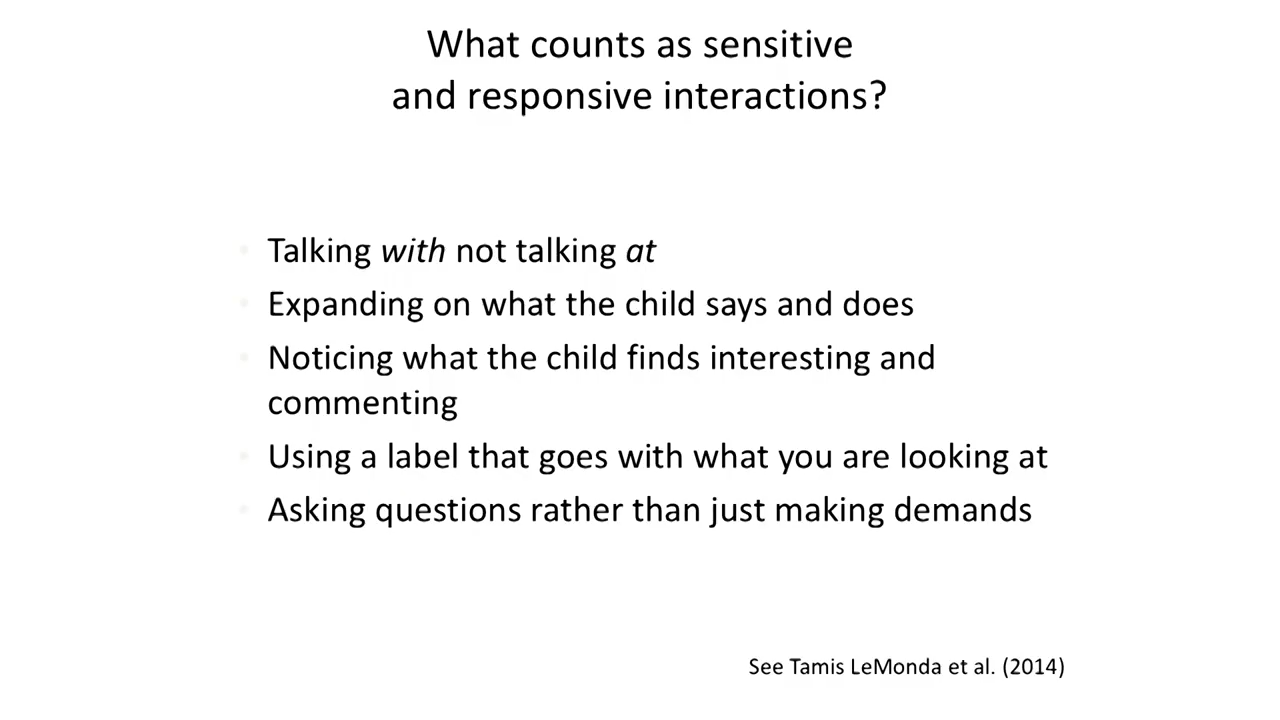 What counts as sensitive
and responsive interactions?
• Talking with not talking at
• Expanding on what the child says and does
• Noticing what the child finds interesting and
commenting
• Using a label that goes with what you are looking at
• Asking questions rather than just making demands
See Tamis LeMonda et al. (2014)